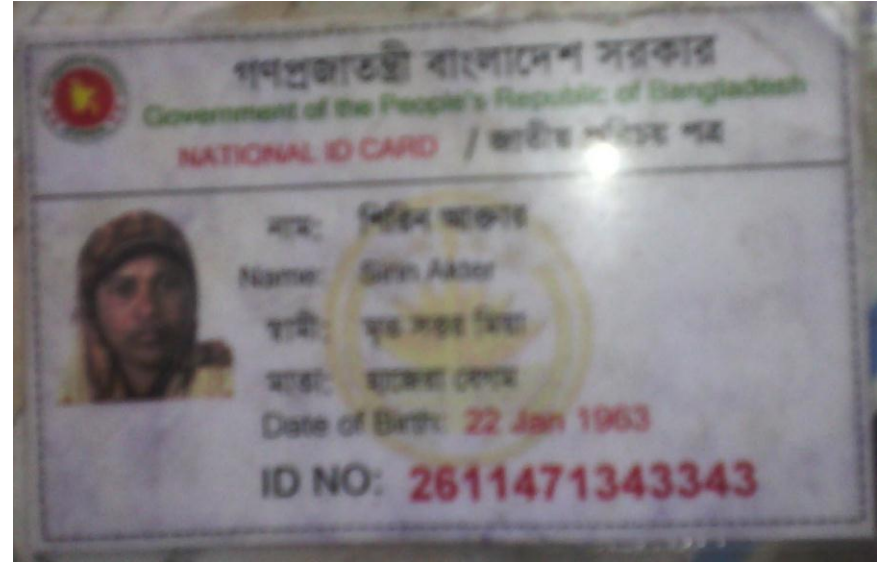 গণপ্রজাতন্ত্রী বাংলাদেশ সরকার
Government of the People's Republic of Bangladesh
NATIONAL ID CARD / জাতীয় পরিচয় পত্র
নাম: শিরিন আক্তার
Name: Sirin Akter
স্বামী: মৃত মিয়া
মাতা: বেগম
Date of Birth: 22 Jan 1963
ID NO: 2611471343343